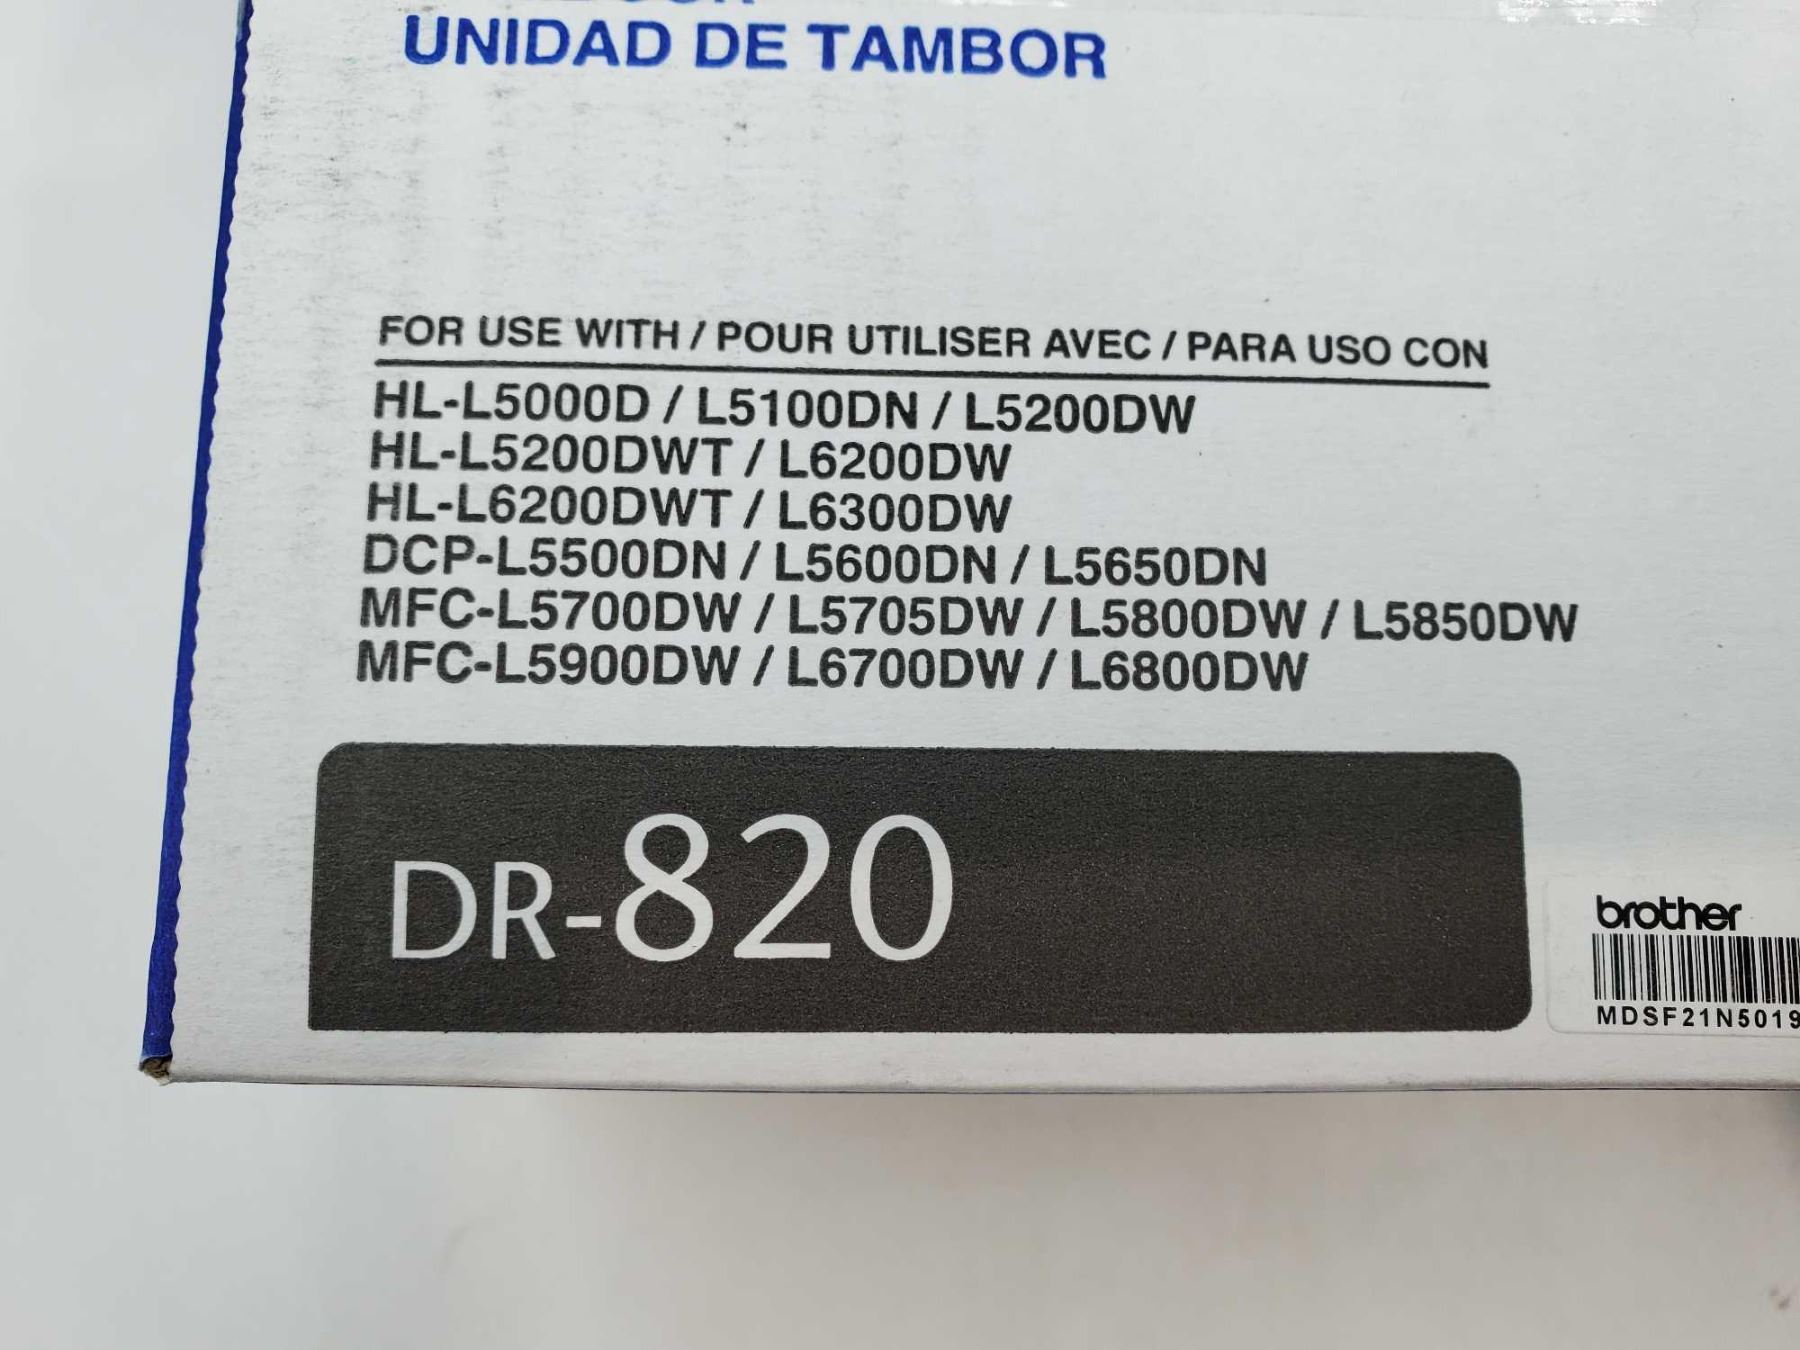 UNIDAD DE TAMBOR
FOR USE WITH / POUR UTILISER AVEC / PARA USO CON
HL-L5000D / L5100DN / L5200DW
HL-L5200DWT / L6200DW
HL-L6200DWT / L6300DW
DCP-L5500DN / L5600DN / L5650DN
MFC-L5700DW / L5705DW / L5800DW / L5850DW
MFC-L5900DW / L6700DW / L6800DW
DR-820
brother
MDSF21N5019